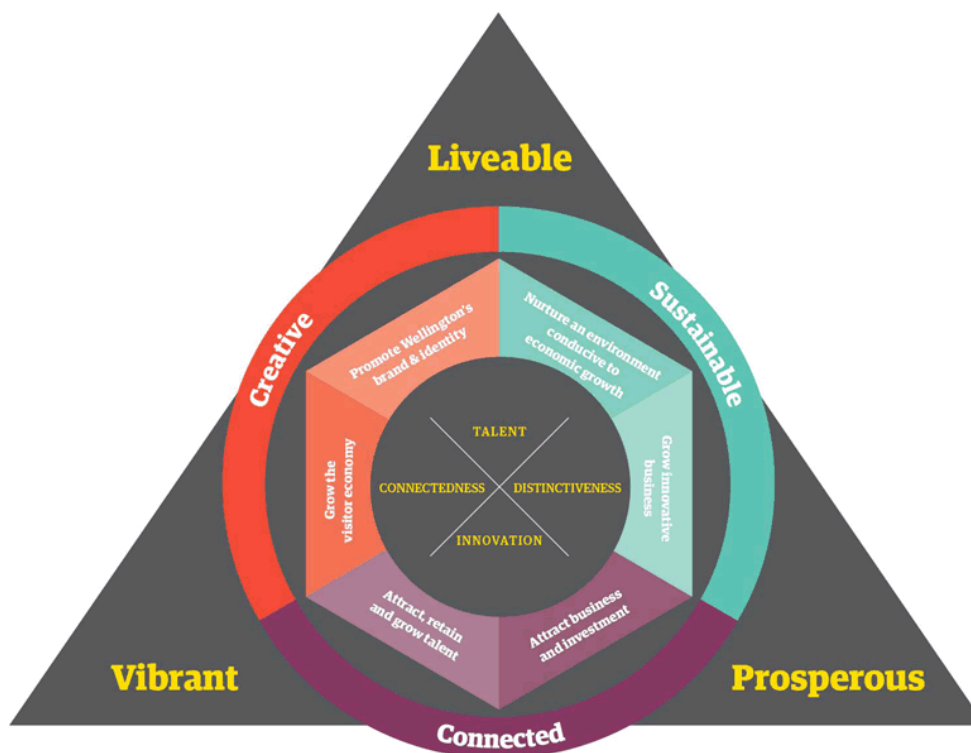 Liveable
Creative
Sustainable
Promote Wellington's
brand & identity
Nurture an environment
conducive to
economic growth
Grow the
visitor economy
TALENT
CONNECTEDNESS
DISTINCTIVENESS
INNOVATION
Grow innovative
business
Attract, retain
and grow talent
Attract business
and investment
Vibrant
Prosperous
Connected